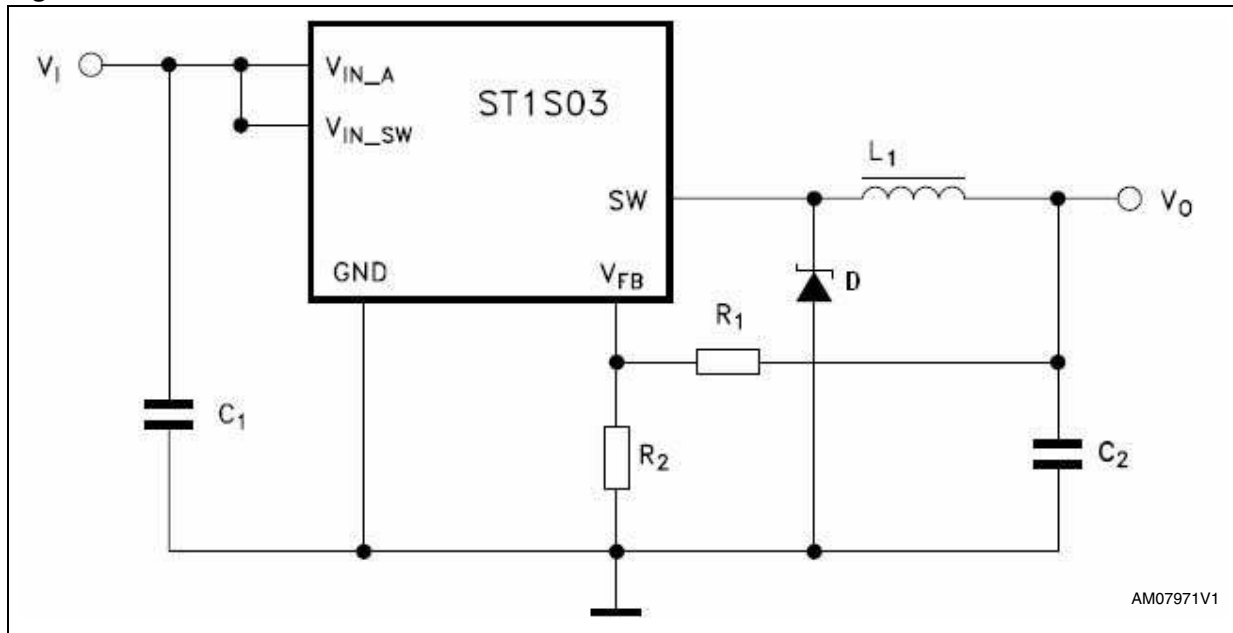 V_I
V_IN_A
V_IN_SW
ST1S03
L_1
SW
V_O
GND
V_FB
D
R_1
C_1
R_2
C_2
AM07971V1